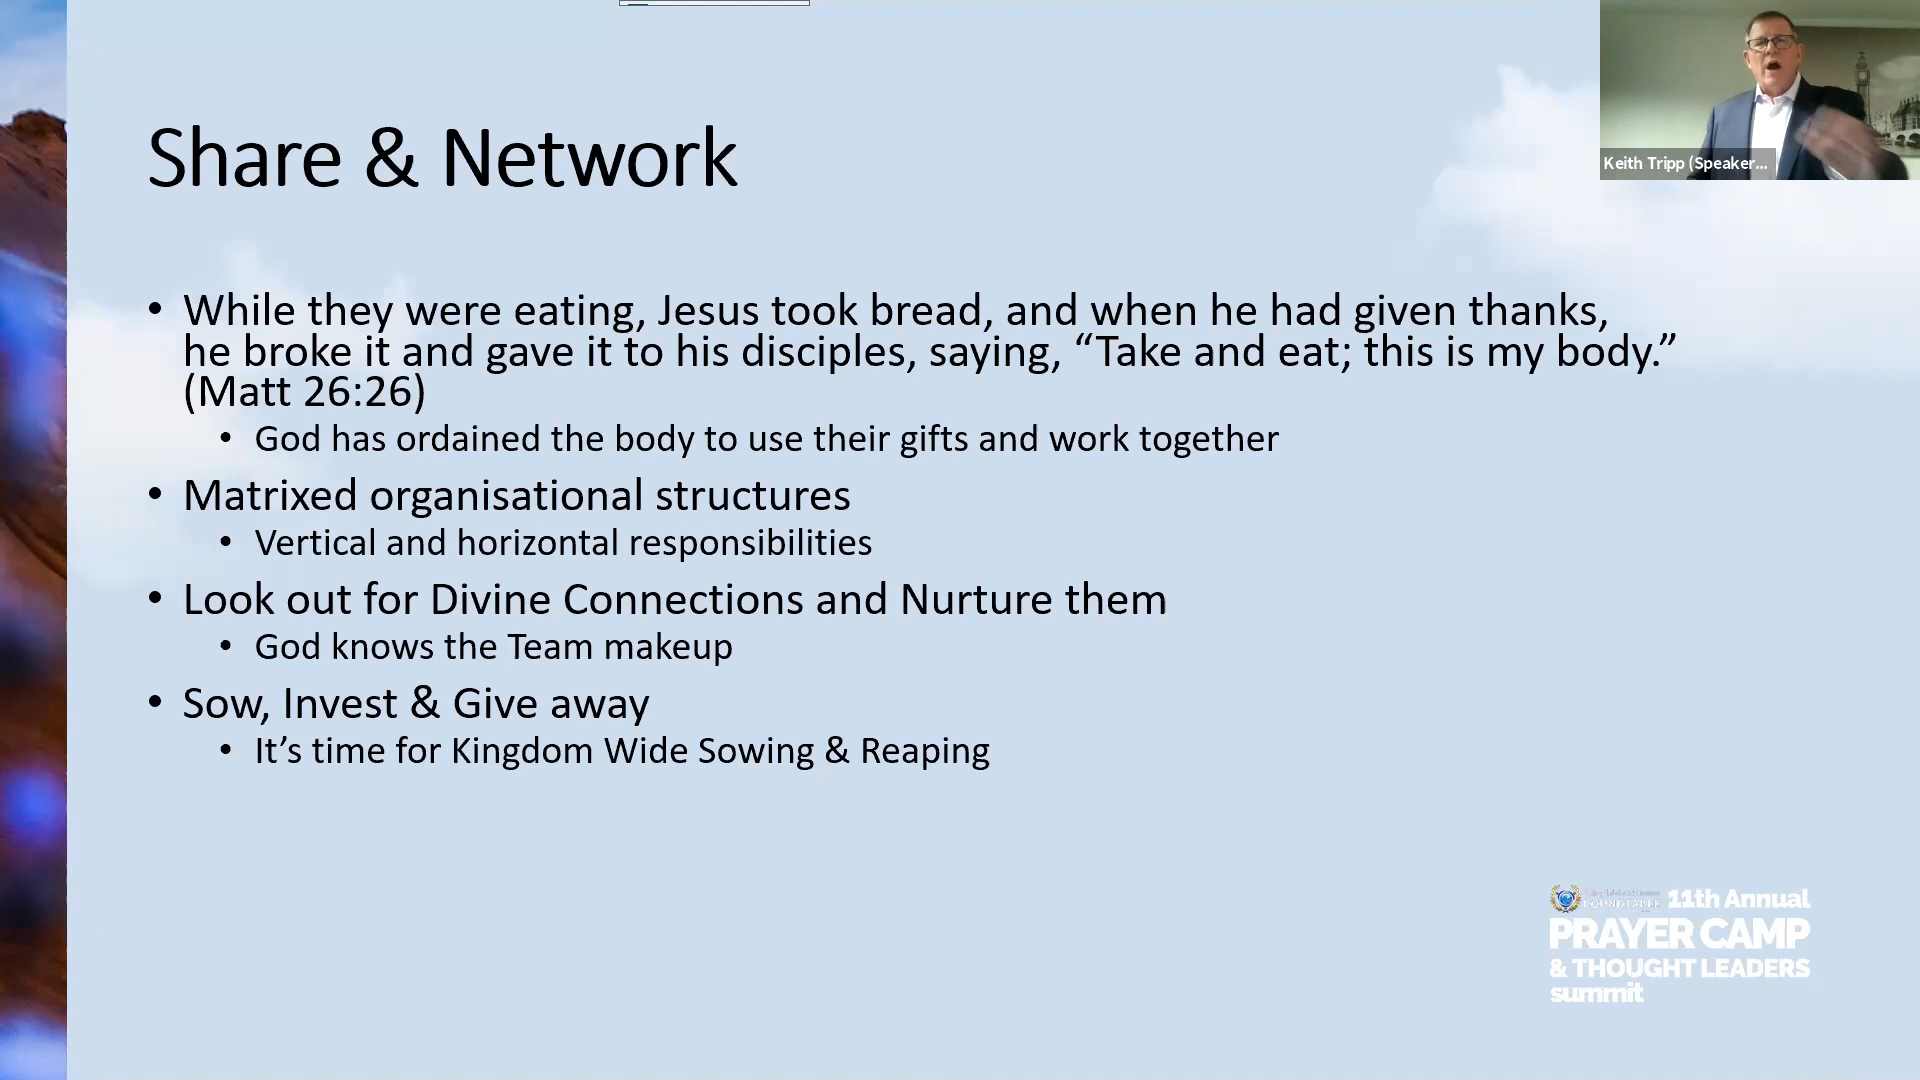 Share & Network
Keith Tripp (Speaker...
• While they were eating, Jesus took bread, and when he had given thanks,
he broke it and gave it to his disciples, saying, “Take and eat; this is my body.”
(Matt 26:26)
• God has ordained the body to use their gifts and work together
• Matrixed organisational structures
• Vertical and horizontal responsibilities
• Look out for Divine Connections and Nurture them
• God knows the Team makeup
• Sow, Invest & Give away
• It’s time for Kingdom Wide Sowing & Reaping
ROUNDTABLE 11th Annual
PRAYER CAMP
& THOUGHT LEADERS
summit